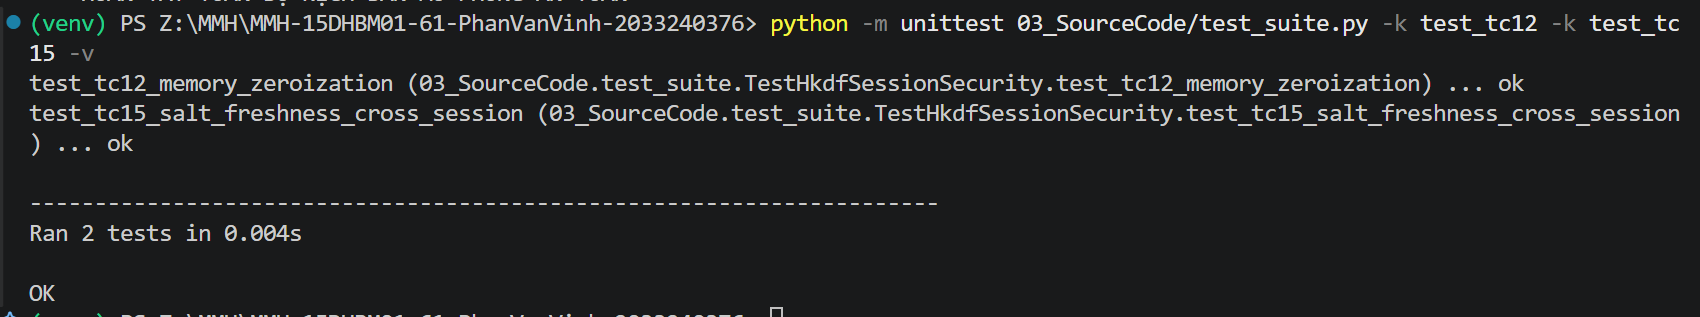 (venv) PS Z:\MMH\MMH-15DHBM01-61-PhanVanVinh-2033240376> python -m unittest 03_SourceCode/test_suite.py -k test_tc12 -k test_tc
15 -v
test_tc12_memory_zeroization (03_SourceCode.test_suite.TestHkdfSessionSecurity.test_tc12_memory_zeroization) ... ok
test_tc15_salt_freshness_cross_session (03_SourceCode.test_suite.TestHkdfSessionSecurity.test_tc15_salt_freshness_cross_session
) ... ok
----------------------------------------------------------------------
Ran 2 tests in 0.004s
OK